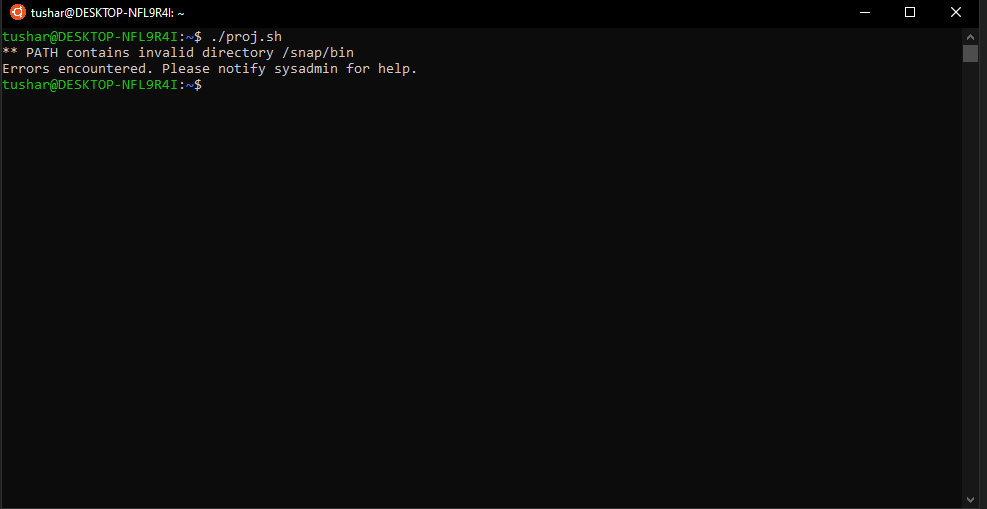 tushar@DESKTOP-NFL9R4I: ~
tushar@DESKTOP-NFL9R4I:~$ ./proj.sh
** PATH contains invalid directory /snap/bin
Errors encountered. Please notify sysadmin for help.
tushar@DESKTOP-NFL9R4I:~$